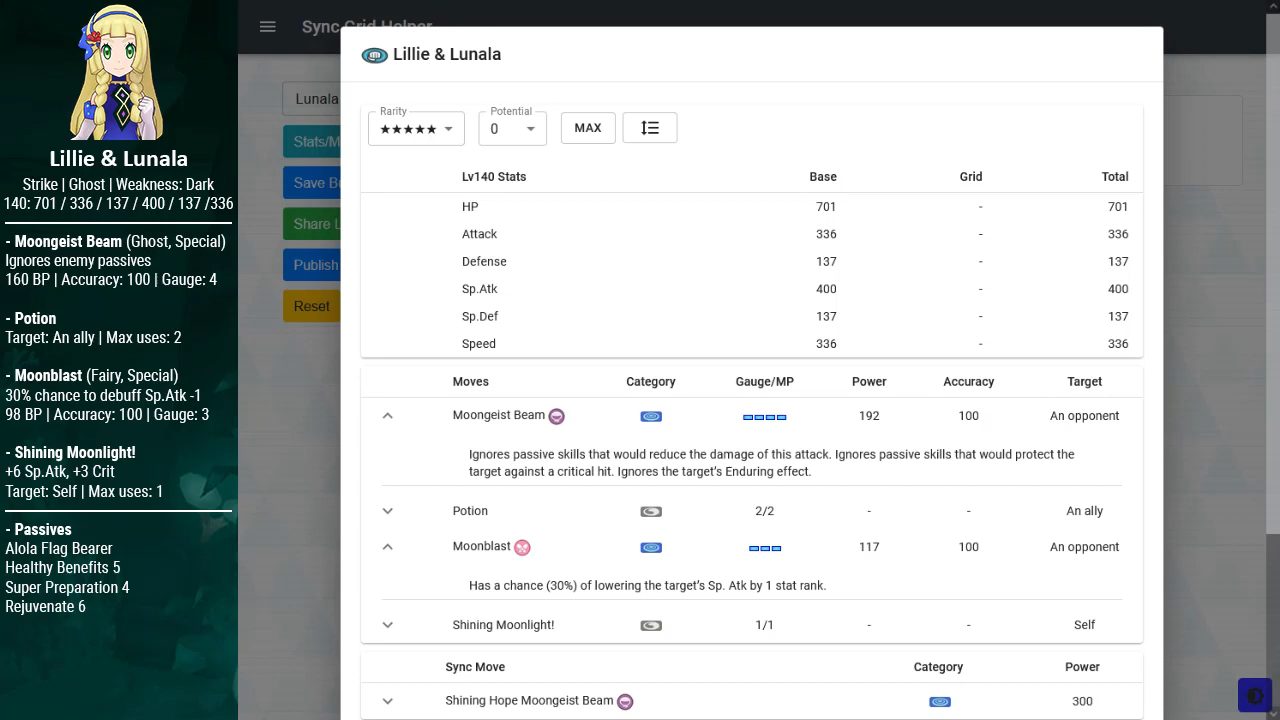 Lillie & Lunala
Strike | Ghost | Weakness: Dark
140: 701 / 336 / 137 / 400 / 137 /336
- Moongeist Beam (Ghost, Special)
Ignores enemy passives
160 BP | Accuracy: 100 | Gauge: 4
- Potion
Target: An ally | Max uses: 2
- Moonblast (Fairy, Special)
30% chance to debuff Sp.Atk -1
98 BP | Accuracy: 100 | Gauge: 3
- Shining Moonlight!
+6 Sp.Atk, +3 Crit
Target: Self | Max uses: 1
- Passives
Alola Flag Bearer
Healthy Benefits 5
Super Preparation 4
Rejuvenate 6
Sync Grid Helper
Lunala
Stats/M
Save B
Share L
Publish
Reset
Lillie & Lunala
Rarity
★★★★★
Potential
0
MAX
Lv140 Stats Base Grid Total
HP 701 - 701
Attack 336 - 336
Defense 137 - 137
Sp.Atk 400 - 400
Sp.Def 137 - 137
Speed 336 - 336
Moves Category Gauge/MP Power Accuracy Target
Moongeist Beam 192 100 An opponent
Ignores passive skills that would reduce the damage of this attack. Ignores passive skills that would protect the
target against a critical hit. Ignores the target's Enduring effect.
Potion 2/2 - - An ally
Moonblast 117 100 An opponent
Has a chance (30%) of lowering the target's Sp. Atk by 1 stat rank.
Shining Moonlight! 1/1 - - Self
Sync Move Category Power
Shining Hope Moongeist Beam 300